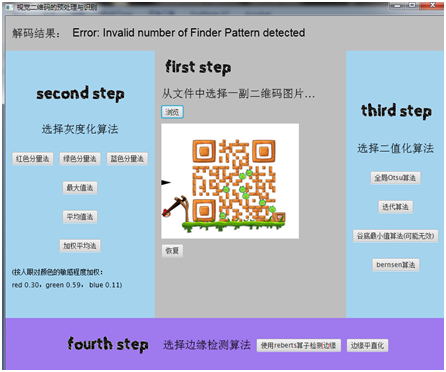 视觉二维码的预处理与识别
解码结果： Error: Invalid number of Finder Pattern detected
second step
选择灰度化算法
红色分量法 绿色分量法 蓝色分量法
最大值法
平均值法
加权平均法
(按人眼对颜色的敏感程度加权：
red 0.30，green 0.59， blue 0.11)
first step
从文件中选择一副二维码图片...
浏览
恢复
third step
选择二值化算法
全局Otsu算法
迭代算法
谷底最小值算法(可能无效)
bernsen算法
fourth step 选择边缘检测算法 使用reberts算子检测边缘 边缘平直化